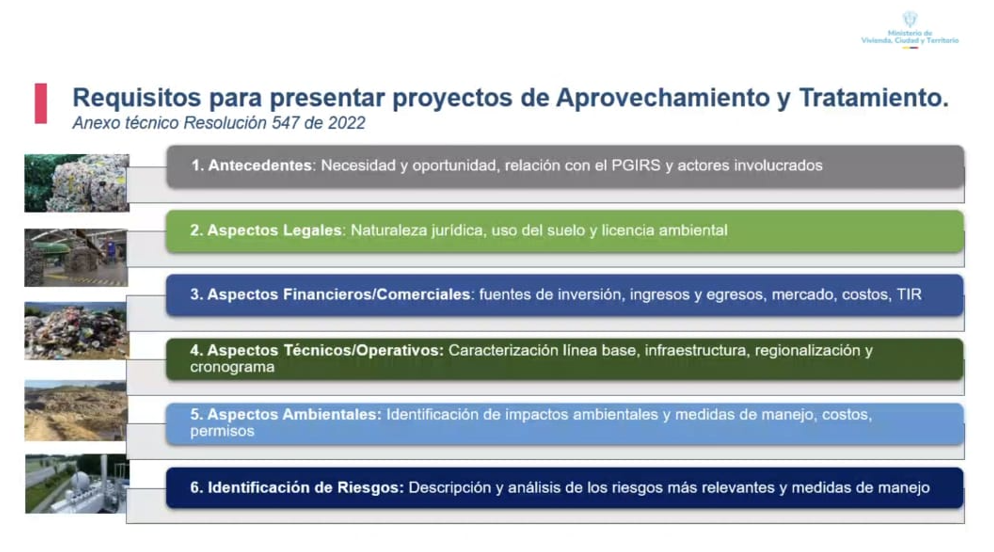 Ministerio de
Vivienda, Ciudad y Territorio
Requisitos para presentar proyectos de Aprovechamiento y Tratamiento.
Anexo técnico Resolución 547 de 2022
1. Antecedentes: Necesidad y oportunidad, relación con el PGIRS y actores involucrados
2. Aspectos Legales: Naturaleza jurídica, uso del suelo y licencia ambiental
3. Aspectos Financieros/Comerciales: fuentes de inversión, ingresos y egresos, mercado, costos, TIR
4. Aspectos Técnicos/Operativos: Caracterización línea base, infraestructura, regionalización y
cronograma
5. Aspectos Ambientales: Identificación de impactos ambientales y medidas de manejo, costos,
permisos
6. Identificación de Riesgos: Descripción y análisis de los riesgos más relevantes y medidas de manejo